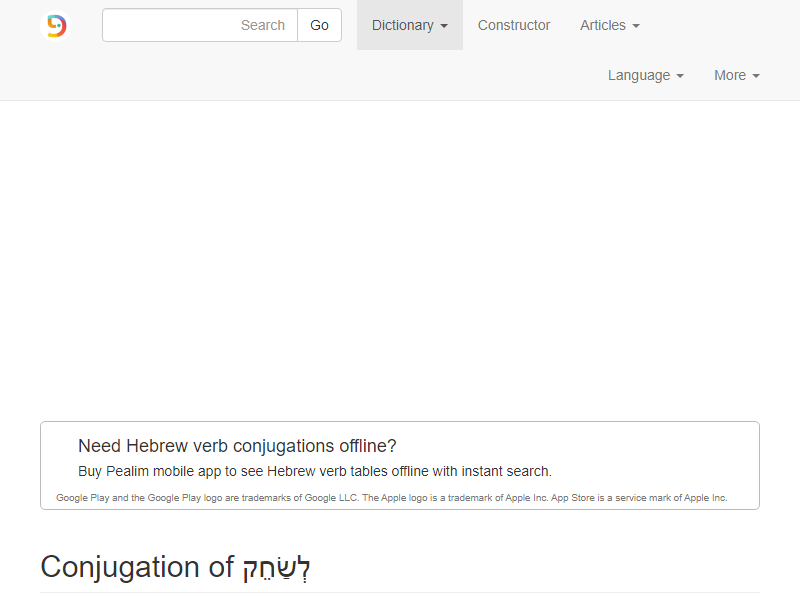 Search Go Dictionary Constructor Articles
Language More
Need Hebrew verb conjugations offline?
Buy Pealim mobile app to see Hebrew verb tables offline with instant search.
Google Play and the Google Play logo are trademarks of Google LLC. The Apple logo is a trademark of Apple Inc. App Store is a service mark of Apple Inc.
Conjugation of לְשַׂחֵק